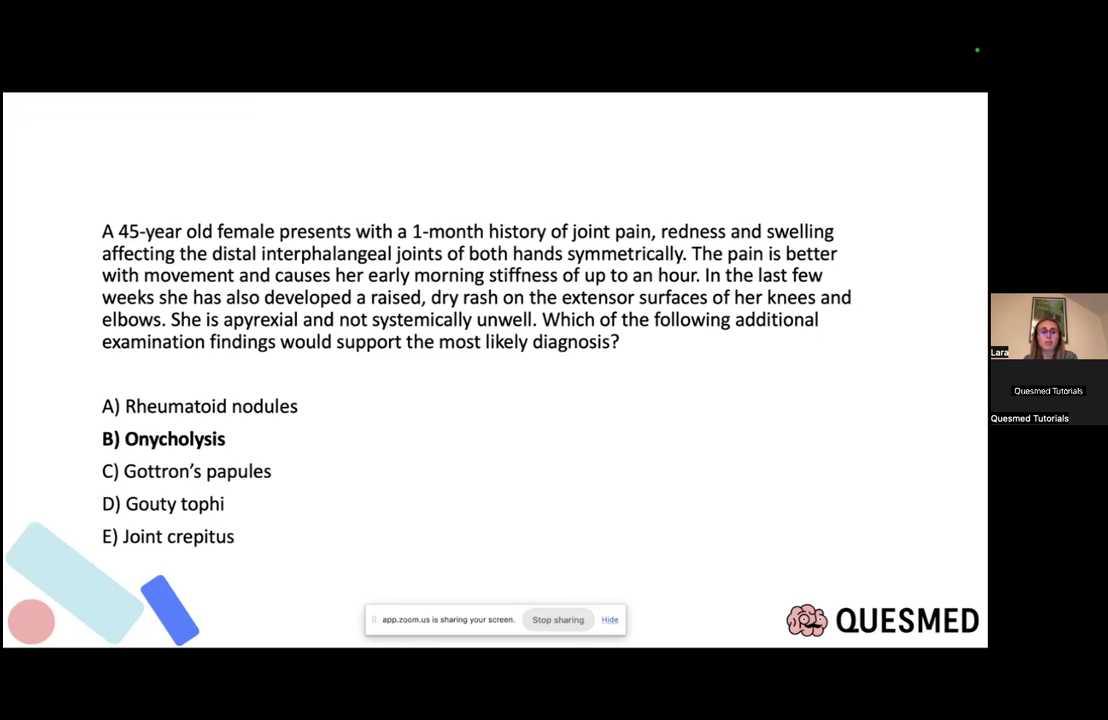 A 45-year old female presents with a 1-month history of joint pain, redness and swelling
affecting the distal interphalangeal joints of both hands symmetrically. The pain is better
with movement and causes her early morning stiffness of up to an hour. In the last few
weeks she has also developed a raised, dry rash on the extensor surfaces of her knees and
elbows. She is apyrexial and not systemically unwell. Which of the following additional
examination findings would support the most likely diagnosis?
A) Rheumatoid nodules
B) Onycholysis
C) Gottron’s papules
D) Gouty tophi
E) Joint crepitus
app.zoom.us is sharing your screen. Stop sharing Hide
QUESMED
Lara
Quesmed Tutorials
Quesmed Tutorials